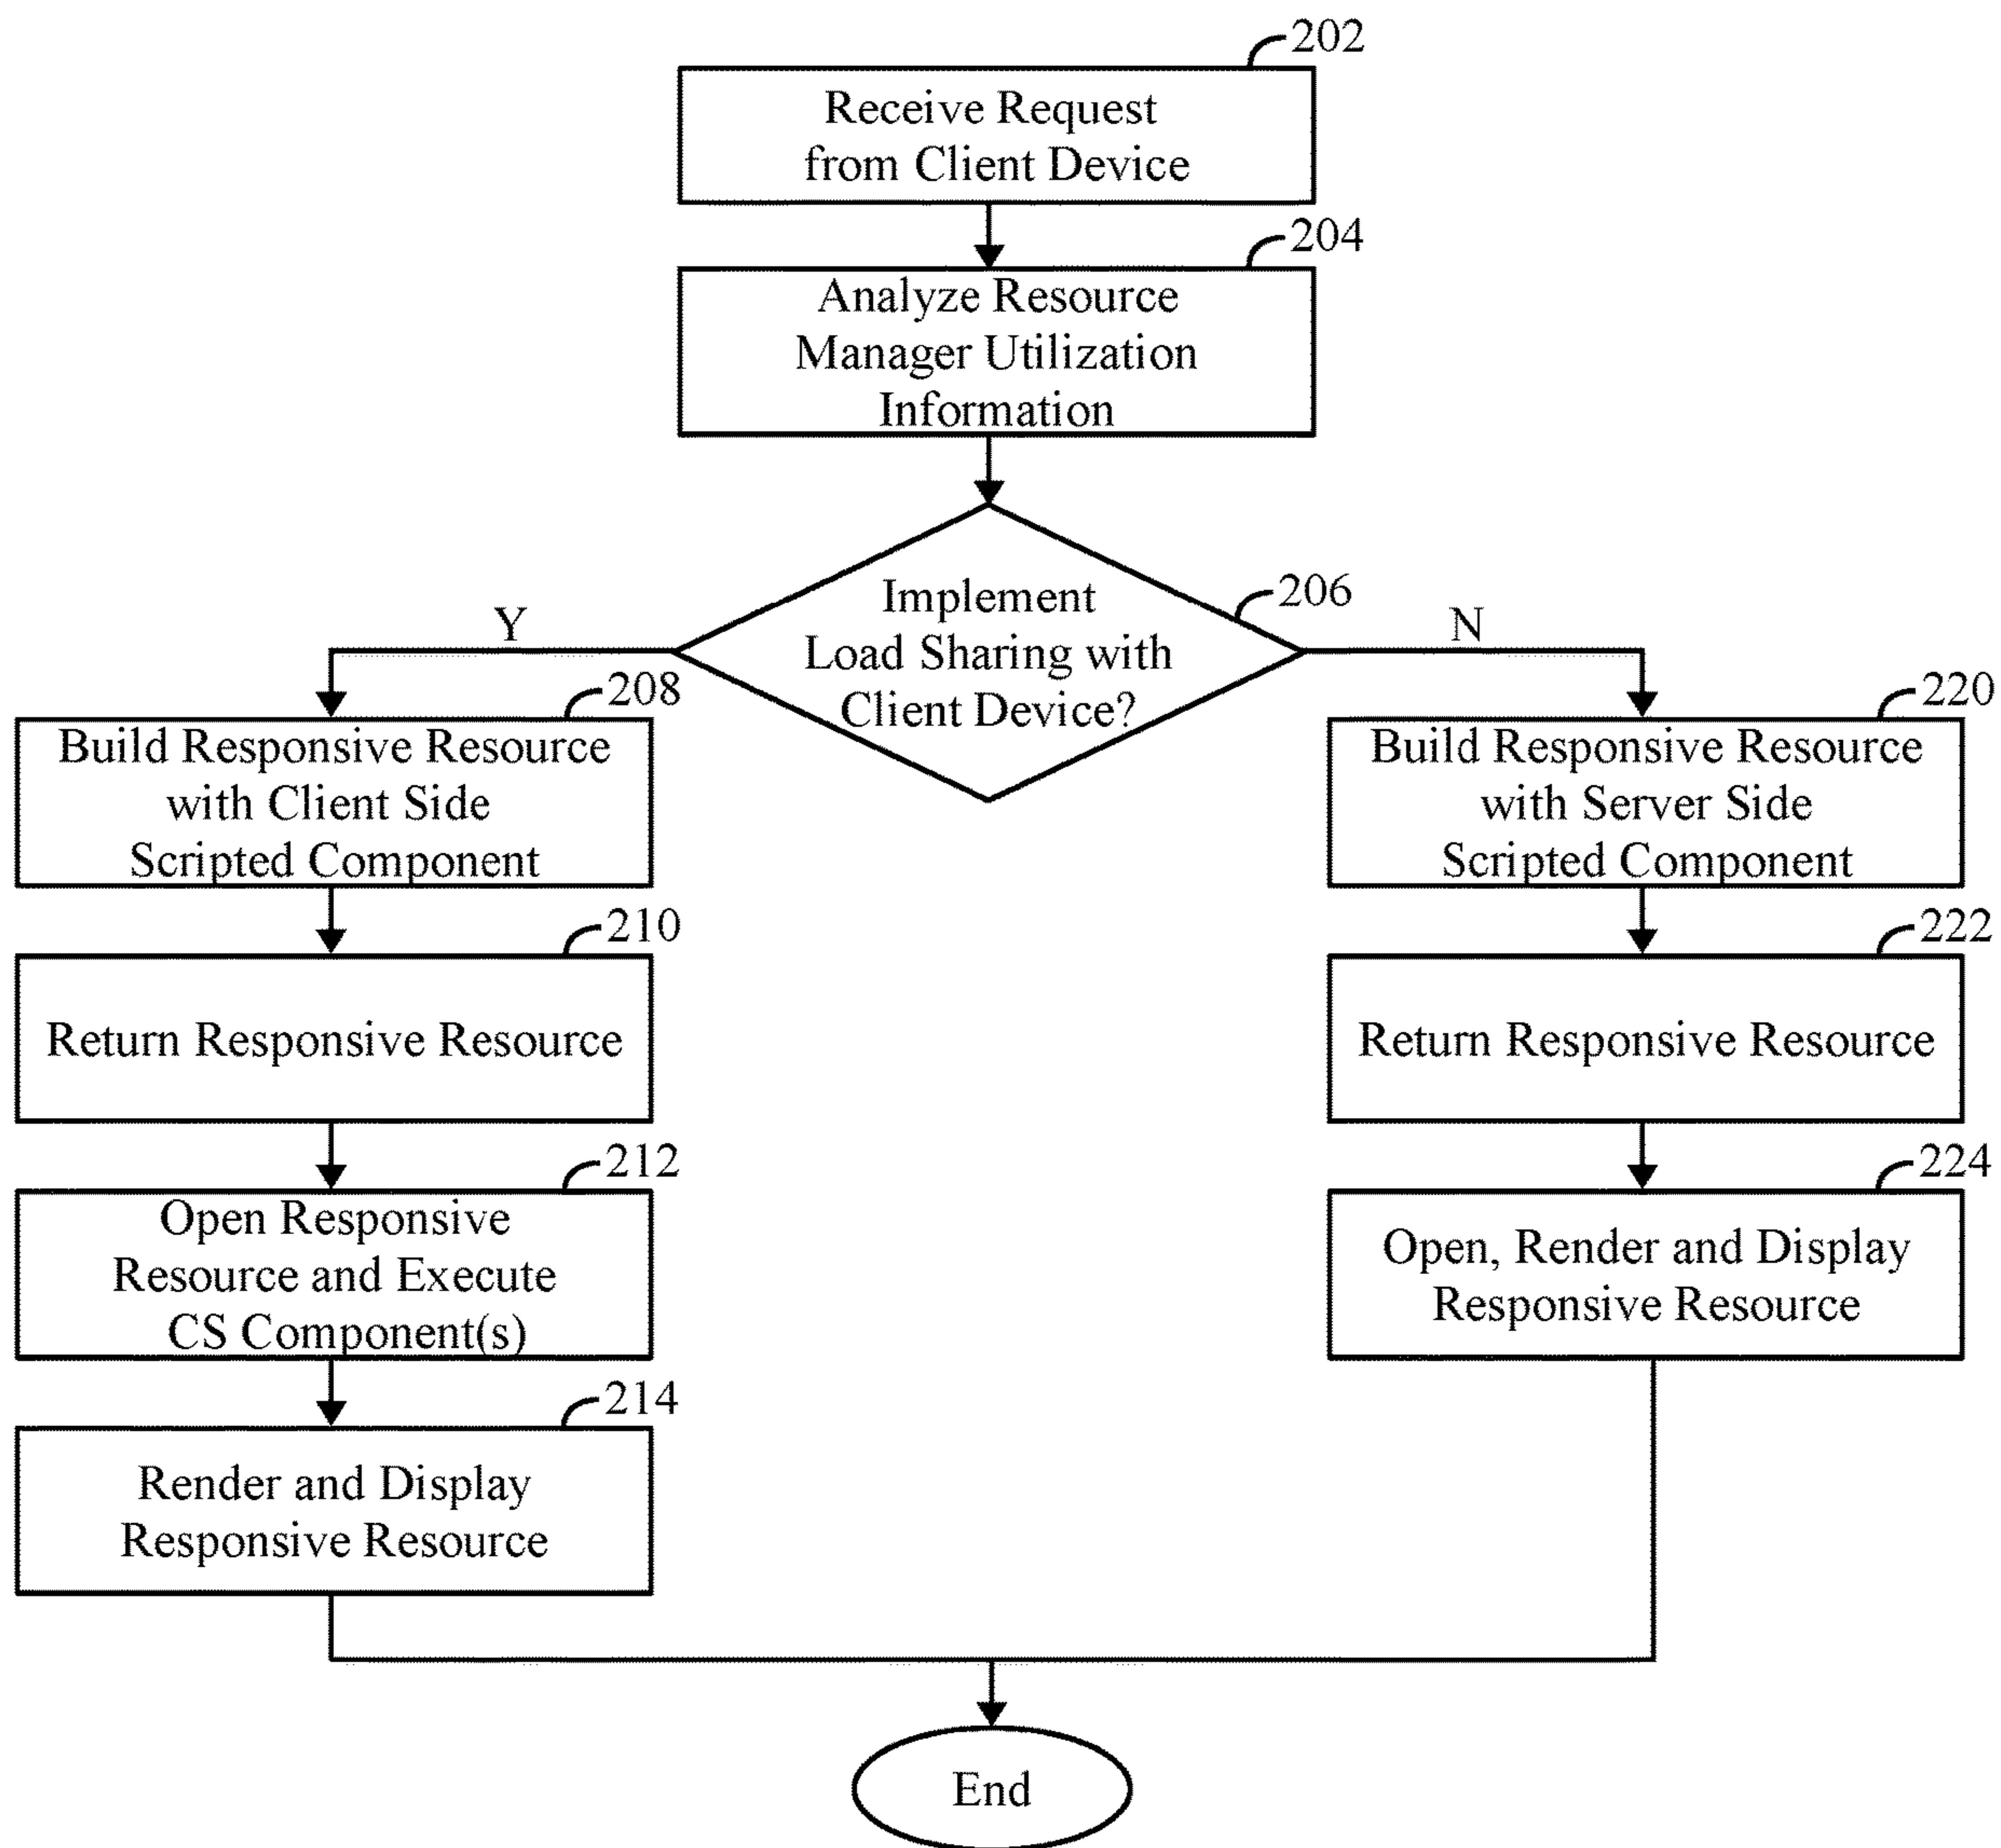 202
Receive Request
from Client Device
204
Analyze Resource
Manager Utilization
Information
206
Implement
Load Sharing with
Client Device?
Y
N
208
Build Responsive Resource
with Client Side
Scripted Component
220
Build Responsive Resource
with Server Side
Scripted Component
210
Return Responsive Resource
222
Return Responsive Resource
212
Open Responsive
Resource and Execute
CS Component(s)
224
Open, Render and Display
Responsive Resource
214
Render and Display
Responsive Resource
End